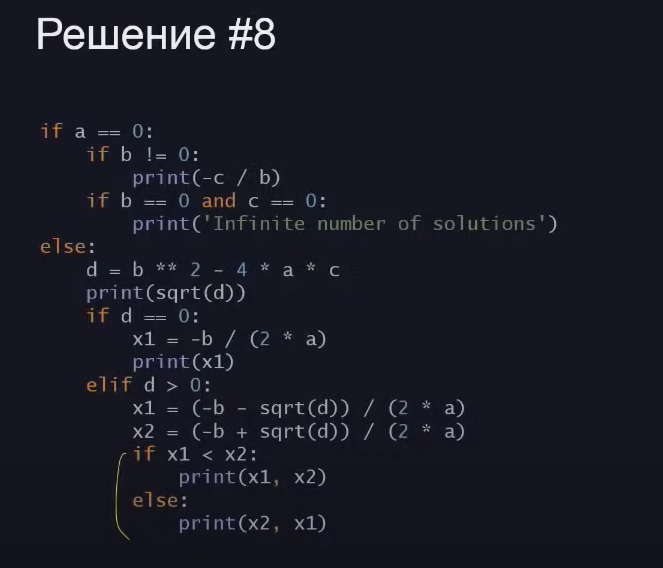 Решение #8
if a == 0:
    if b != 0:
        print(-c / b)
    if b == 0 and c == 0:
        print('Infinite number of solutions')
else:
    d = b ** 2 - 4 * a * c
    print(sqrt(d))
    if d == 0:
        x1 = -b / (2 * a)
        print(x1)
    elif d > 0:
        x1 = (-b - sqrt(d)) / (2 * a)
        x2 = (-b + sqrt(d)) / (2 * a)
        if x1 < x2:
            print(x1, x2)
        else:
            print(x2, x1)